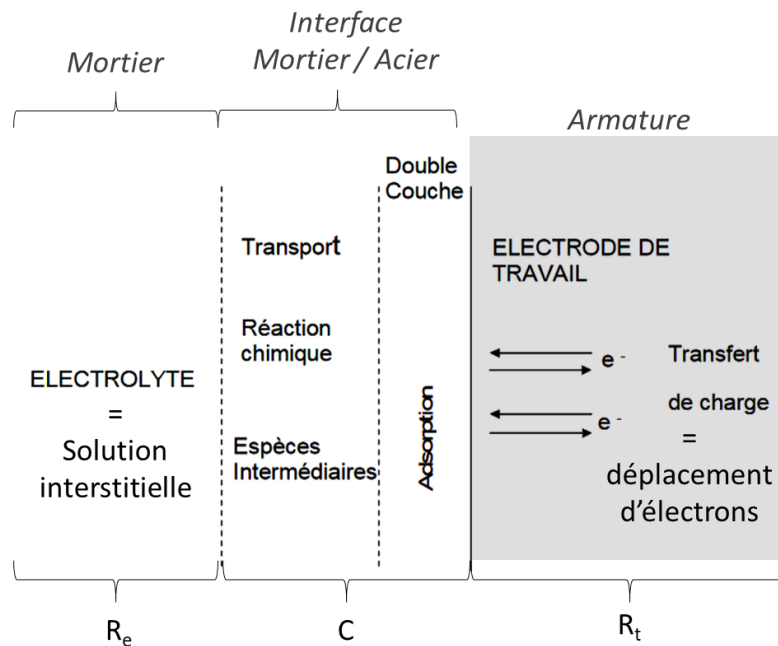 Mortier
Interface
Mortier / Acier
Armature
Double
Couche
Transport
ELECTRODE DE
TRAVAIL
Réaction
chimique
ELECTROLYTE
=
Solution
interstitielle
Espèces
Intermédiaires
Adsorption
e -
e -
Transfert
de charge
=
déplacement
d’électrons
Re
C
Rt